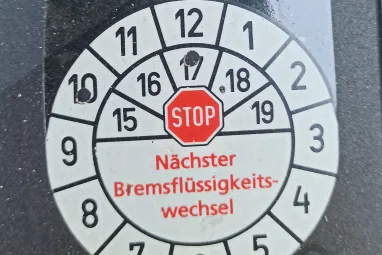 12
11 1
10 2
16 17 18
15 STOP 19
9 3
Nächster
Bremsflüssigkeits-
wechsel
8 4
7 5